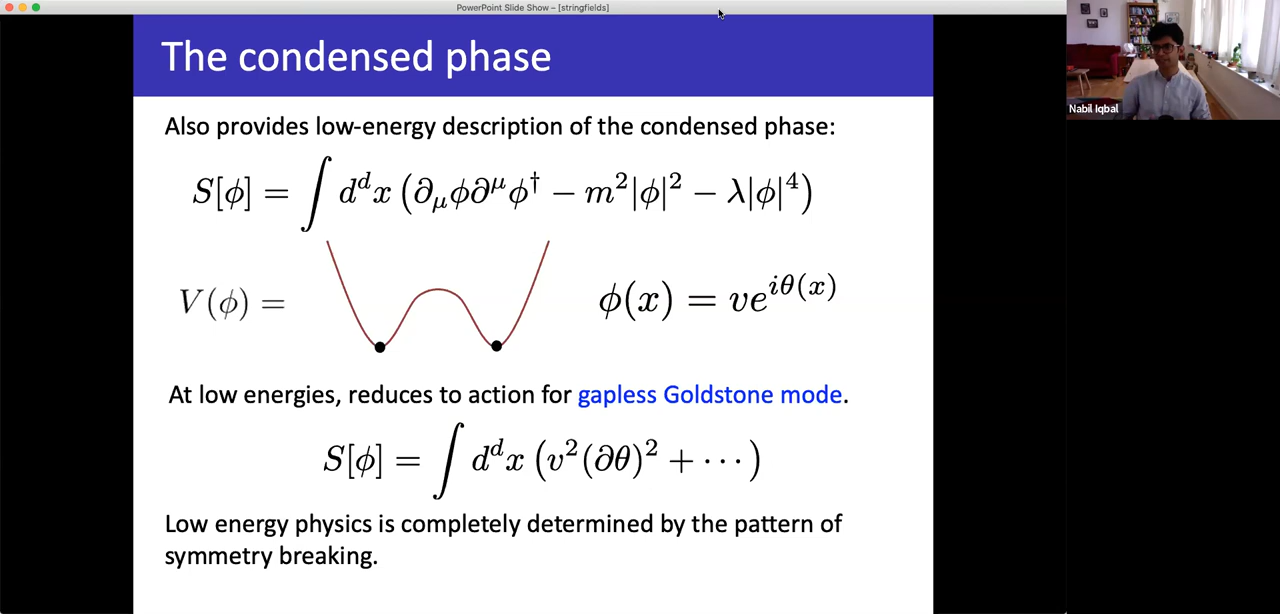 PowerPoint Slide Show – [stringfields]
The condensed phase
Nabil Iqbal
Also provides low-energy description of the condensed phase:
S[ϕ] = ∫ d^d x (∂_μϕ∂^μϕ^† − m^2|ϕ|^2 − λ|ϕ|^4)
V(ϕ) =
ϕ(x) = ve^{iθ(x)}
At low energies, reduces to action for gapless Goldstone mode.
S[ϕ] = ∫ d^d x (v^2(∂θ)^2 + ⋯)
Low energy physics is completely determined by the pattern of
symmetry breaking.